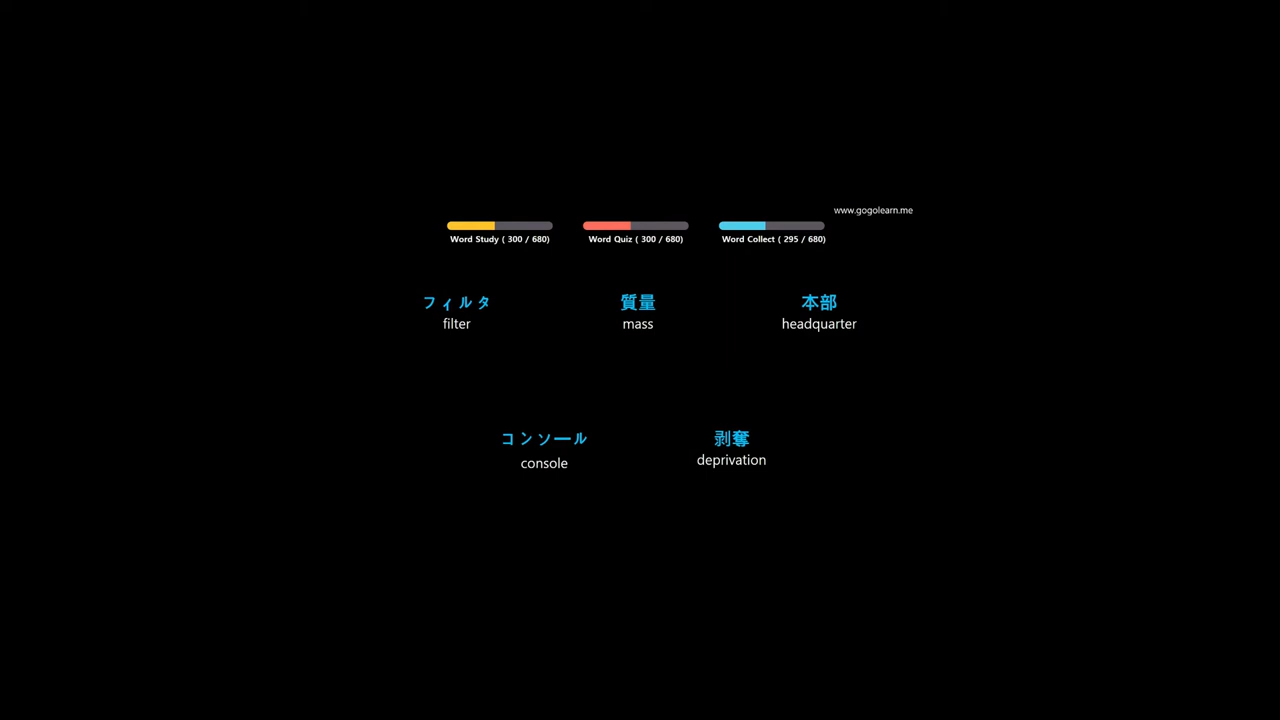 www.gogolearn.me
Word Study ( 300 / 680)
Word Quiz ( 300 / 680)
Word Collect ( 295 / 680)
フィルタ
filter
質量
mass
本部
headquarter
コンソール
console
剥奪
deprivation